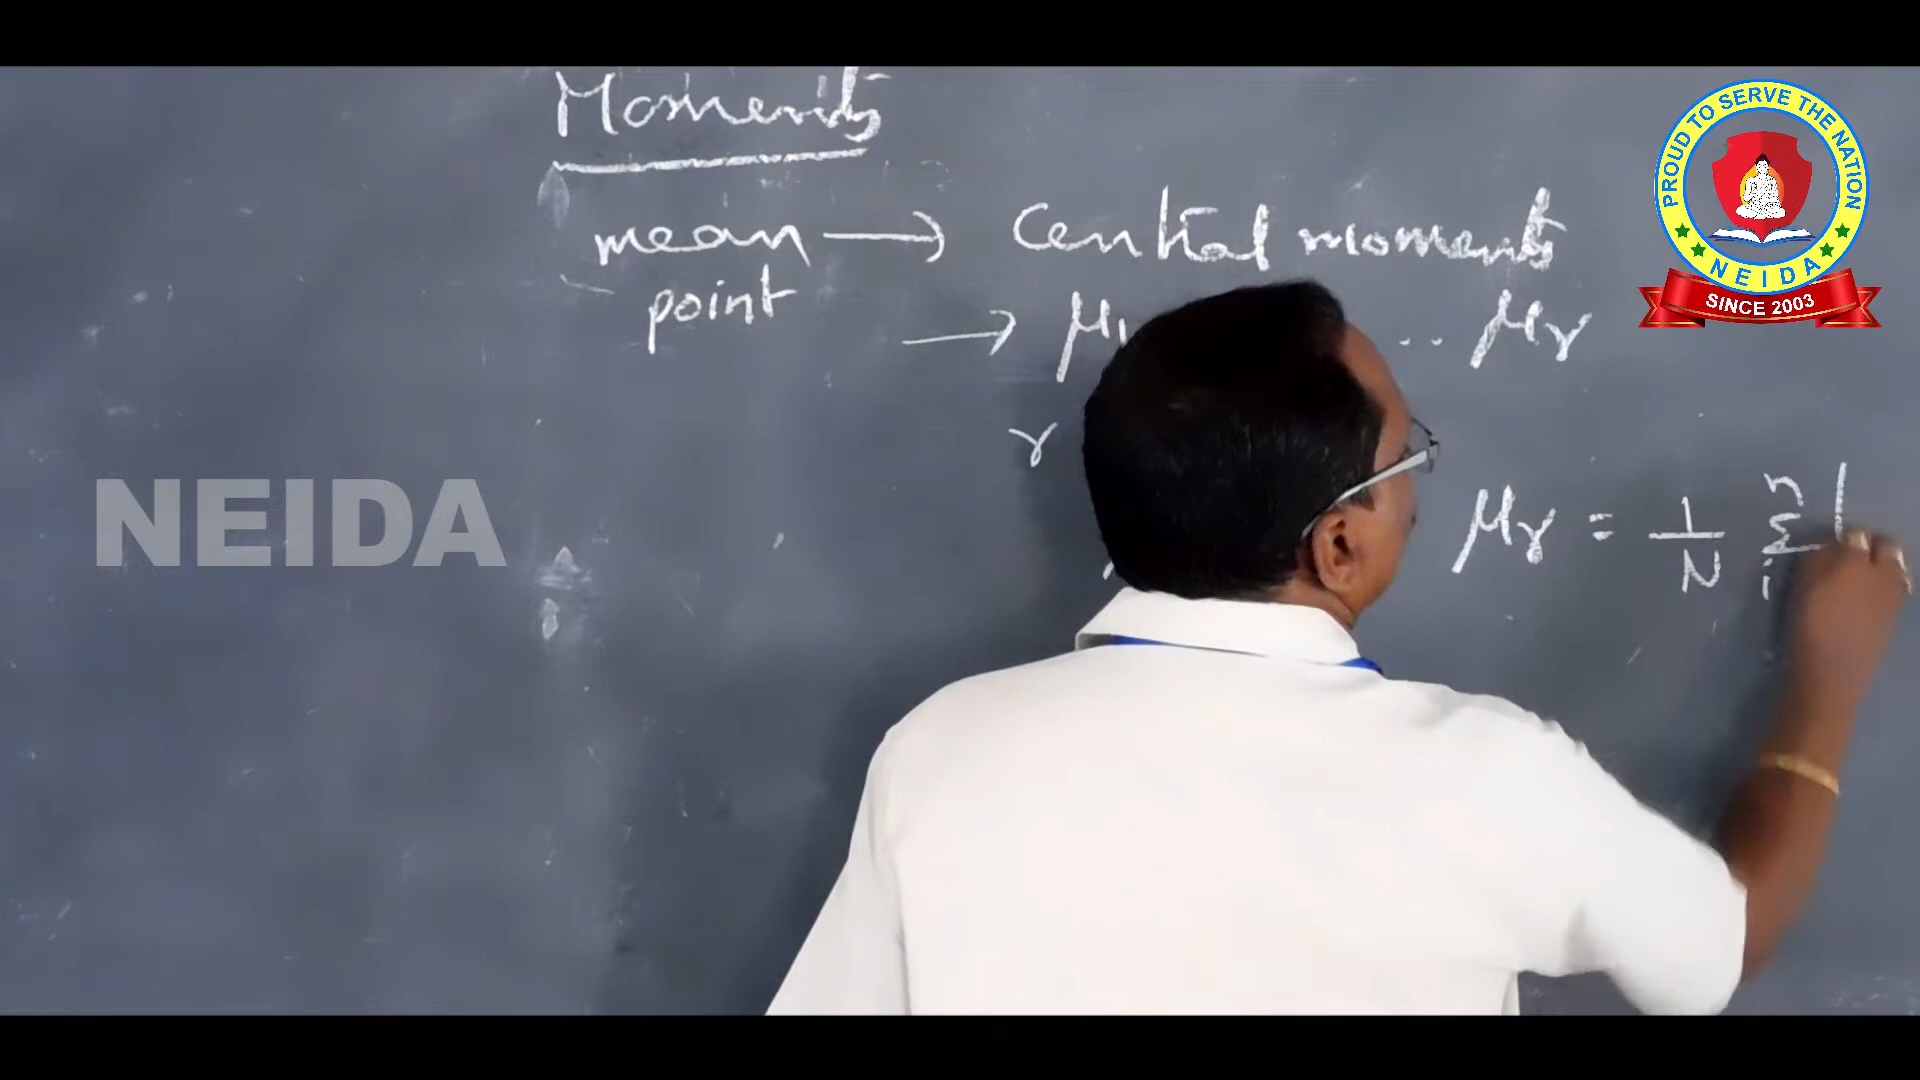 Moments
mean → Central moments
point
→ μ₁ .. μr
r
μr = 1/N n Σ i
PROUD TO SERVE THE NATION
NEIDA
SINCE 2003
NEIDA